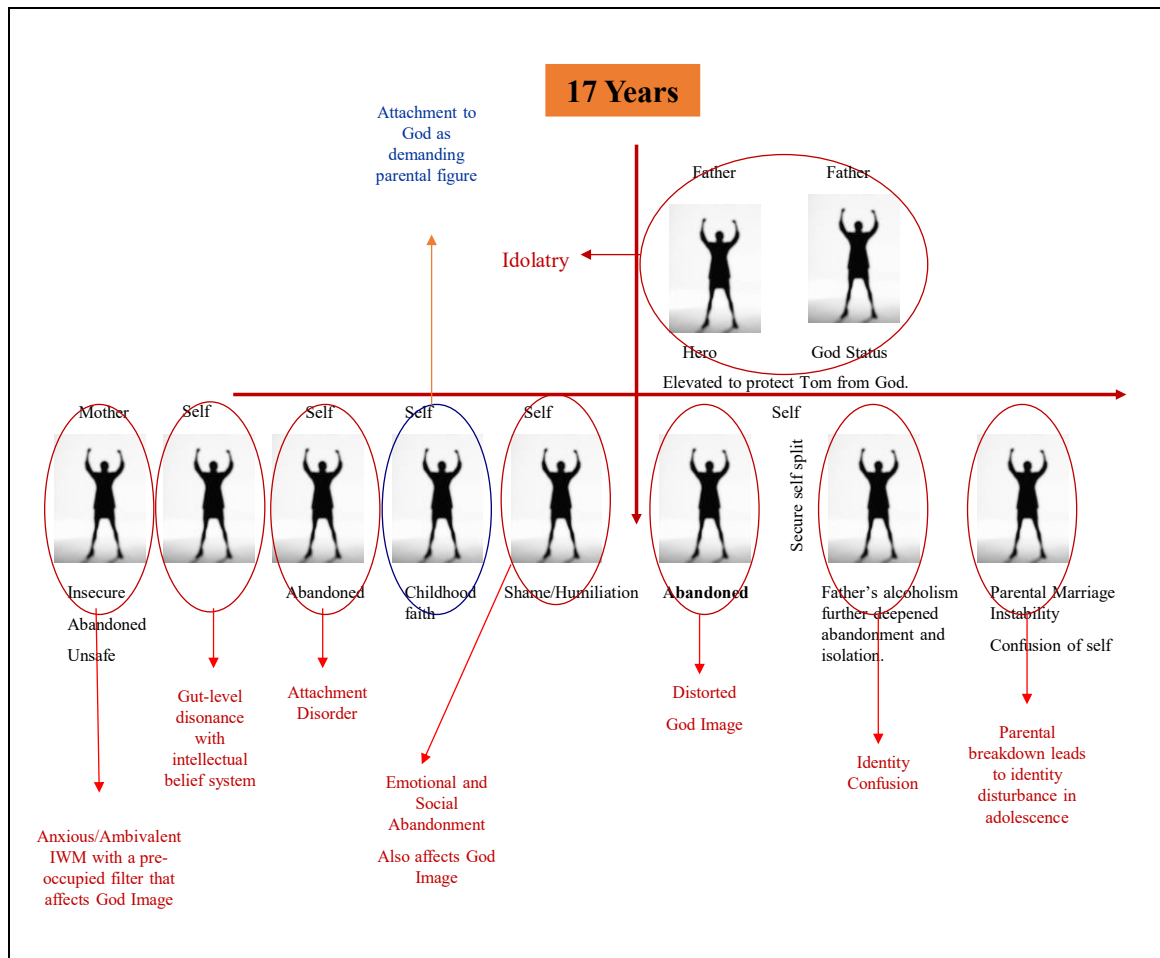 17 Years
Attachment to
God as
demanding
parental figure
Father
Father
Idolatry
Hero
God Status
Elevated to protect Tom from God.
Mother
Self
Self
Self
Self
Self
Secure self split
Insecure
Abandoned
Unsafe
Abandoned
Childhood
faith
Shame/Humiliation
Abandoned
Father’s alcoholism
further deepened
abandonment and
isolation.
Parental Marriage
Instability
Confusion of self
Gut-level
disonance
with
intellectual
belief system
Attachment
Disorder
Distorted
God Image
Identity
Confusion
Parental
breakdown leads
to identity
disturbance in
adolescence
Emotional and
Social
Abandonment
Also affects God
Image
Anxious/Ambivalent
IWM with a pre-
occupied filter that
affects God Image